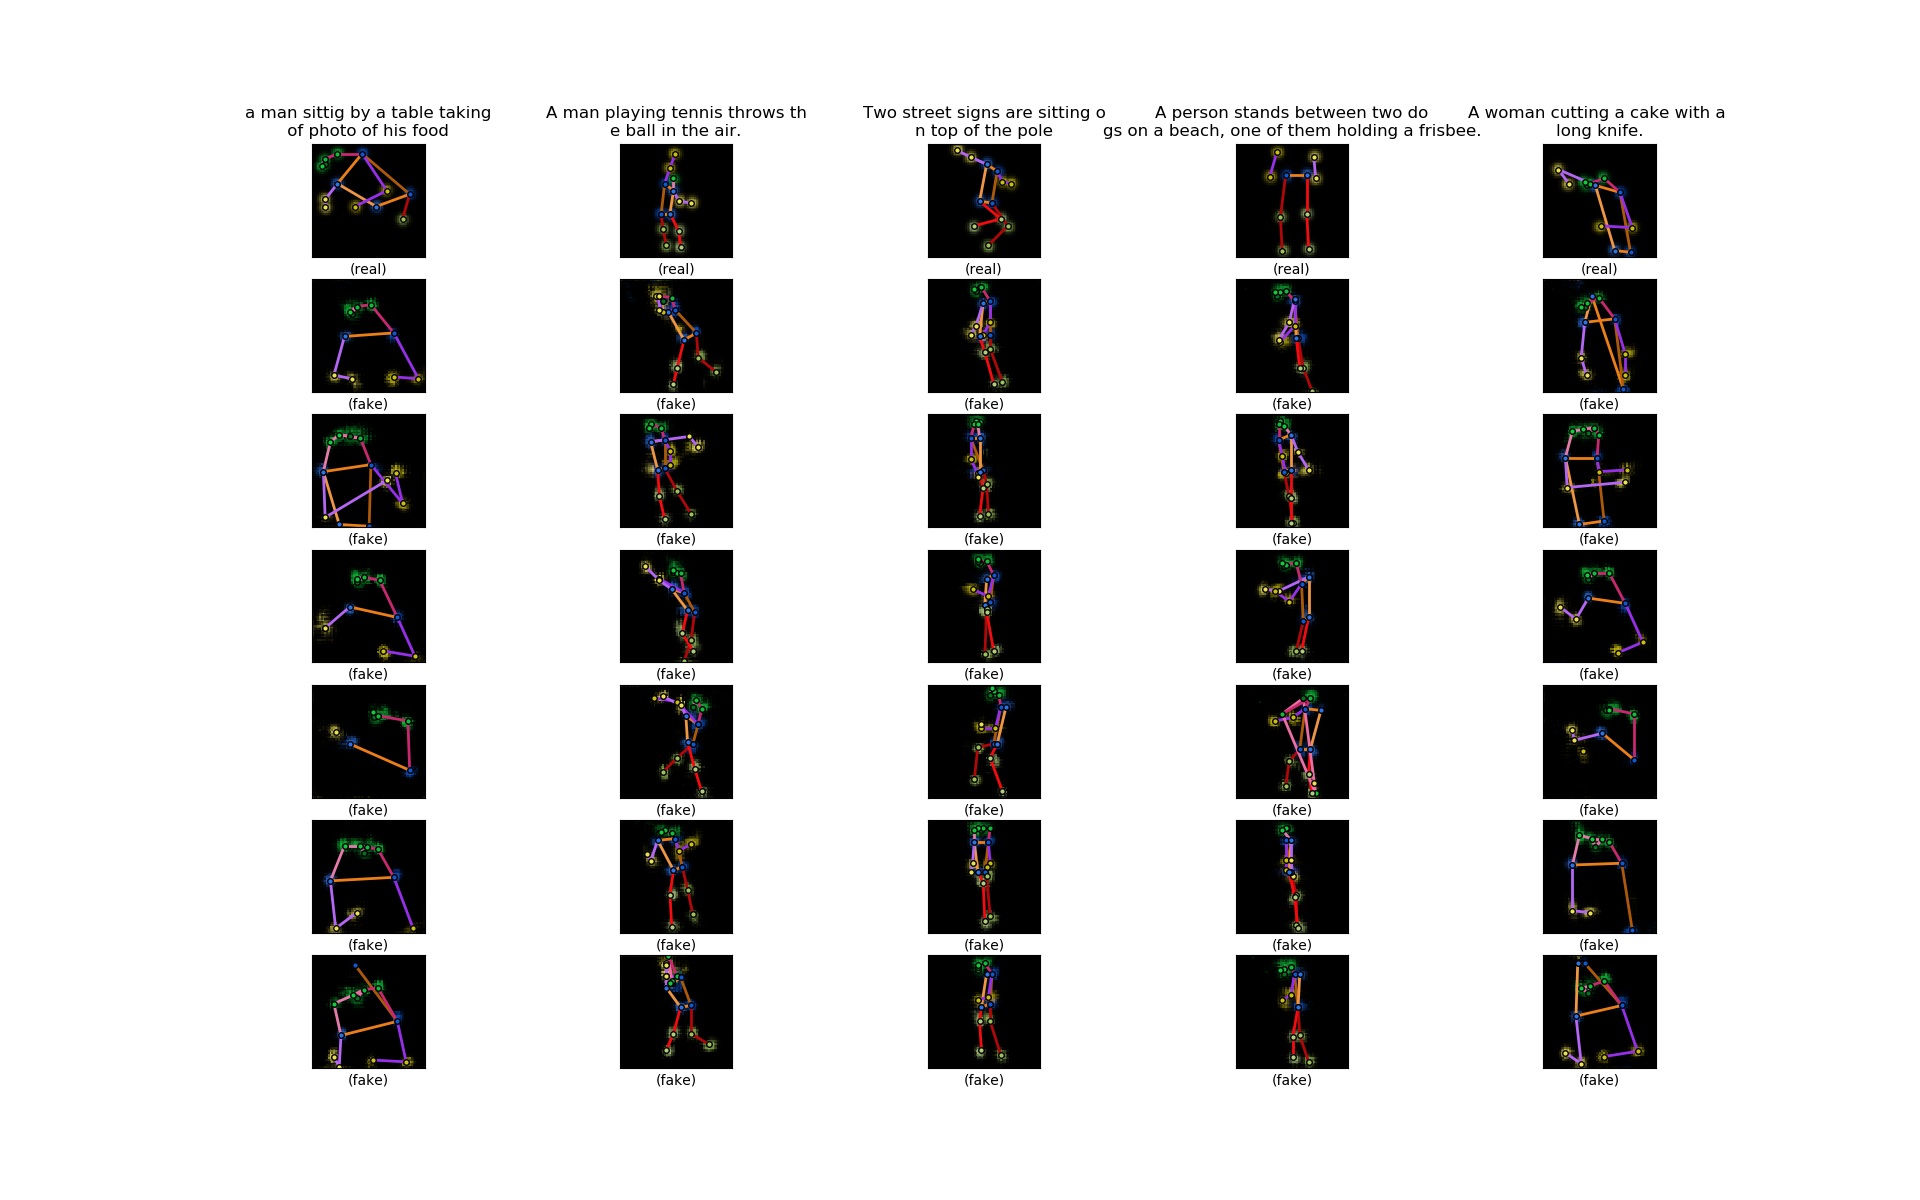 a man sittig by a table taking
of photo of his food
A man playing tennis throws th
e ball in the air.
Two street signs are sitting o
n top of the pole
A person stands between two do
gs on a beach, one of them holding a frisbee.
A woman cutting a cake with a
long knife.
(real) (real) (real) (real) (real)
(fake) (fake) (fake) (fake) (fake)
(fake) (fake) (fake) (fake) (fake)
(fake) (fake) (fake) (fake) (fake)
(fake) (fake) (fake) (fake) (fake)
(fake) (fake) (fake) (fake) (fake)
(fake) (fake) (fake) (fake) (fake)